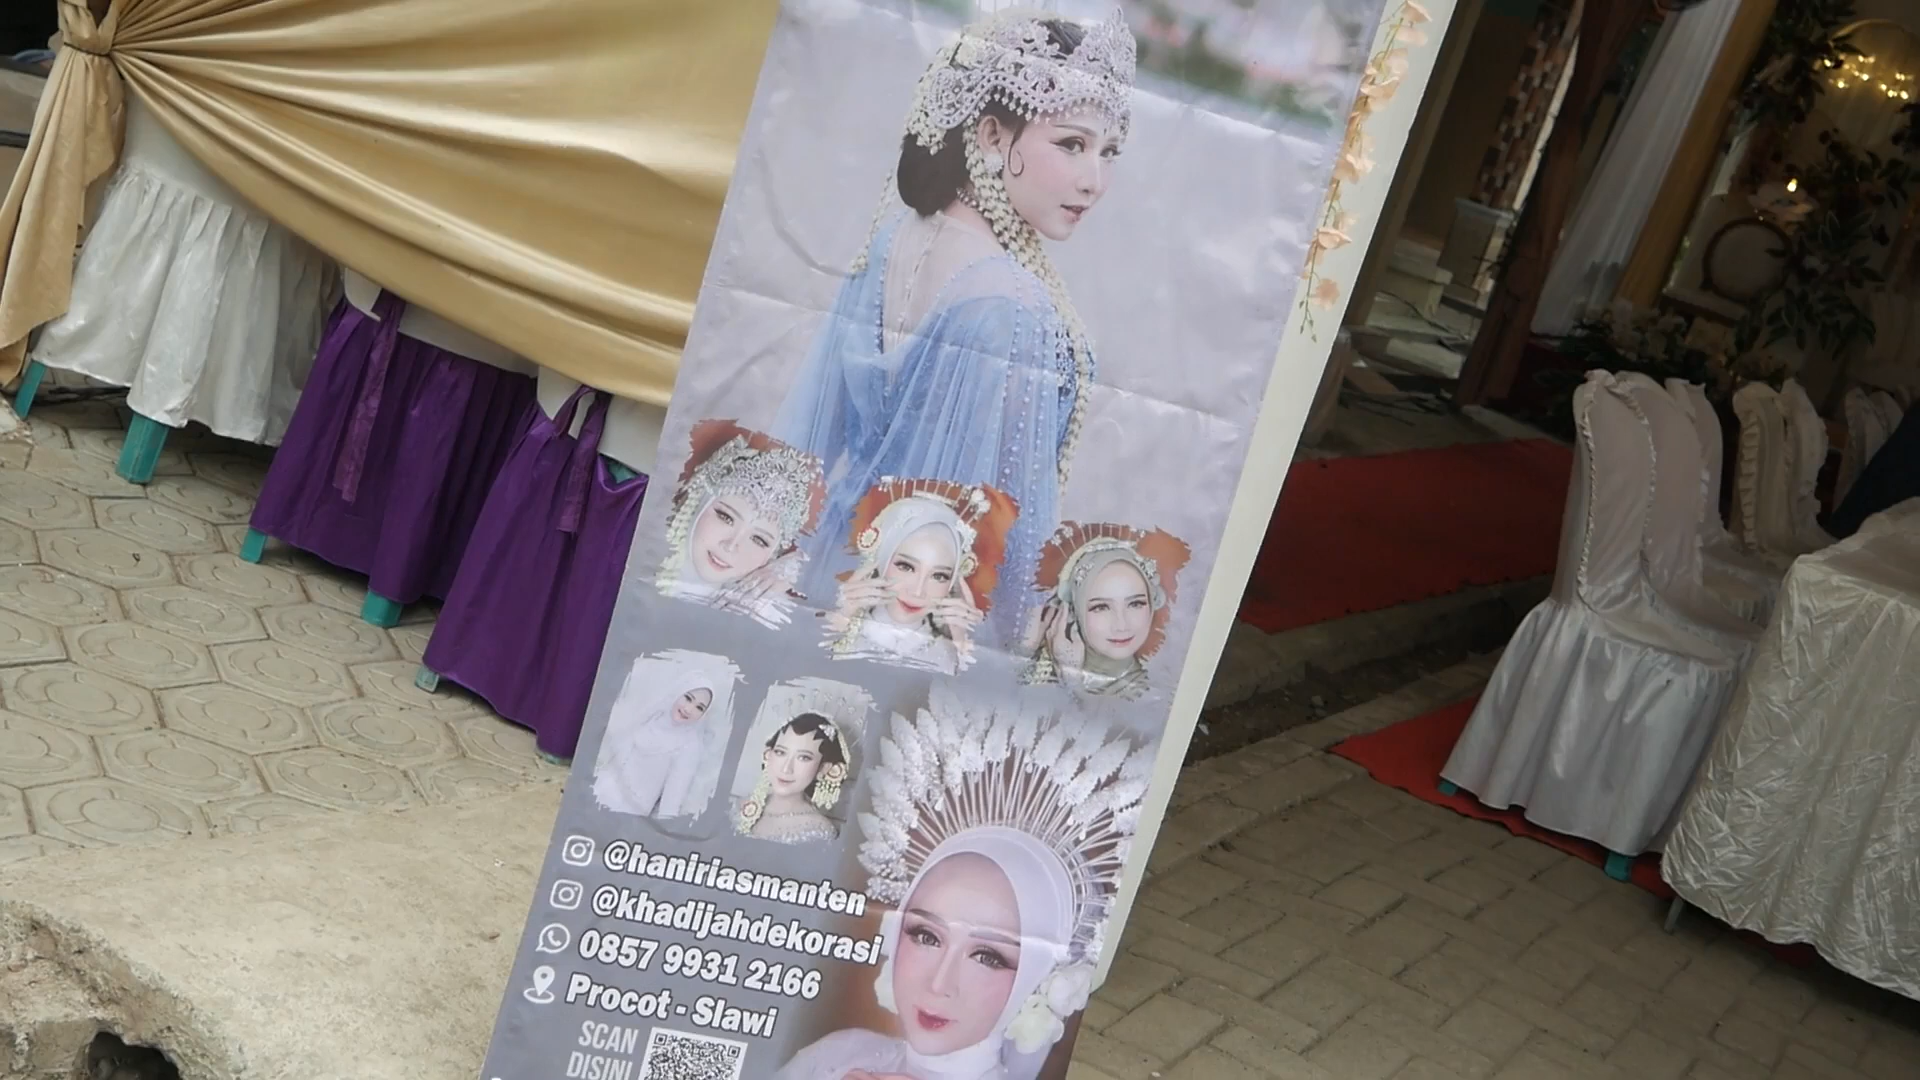 @haniriasmanten
@khadijahdekorasi
0857 9931 2166
Procot - Slawi
SCAN
DISINI